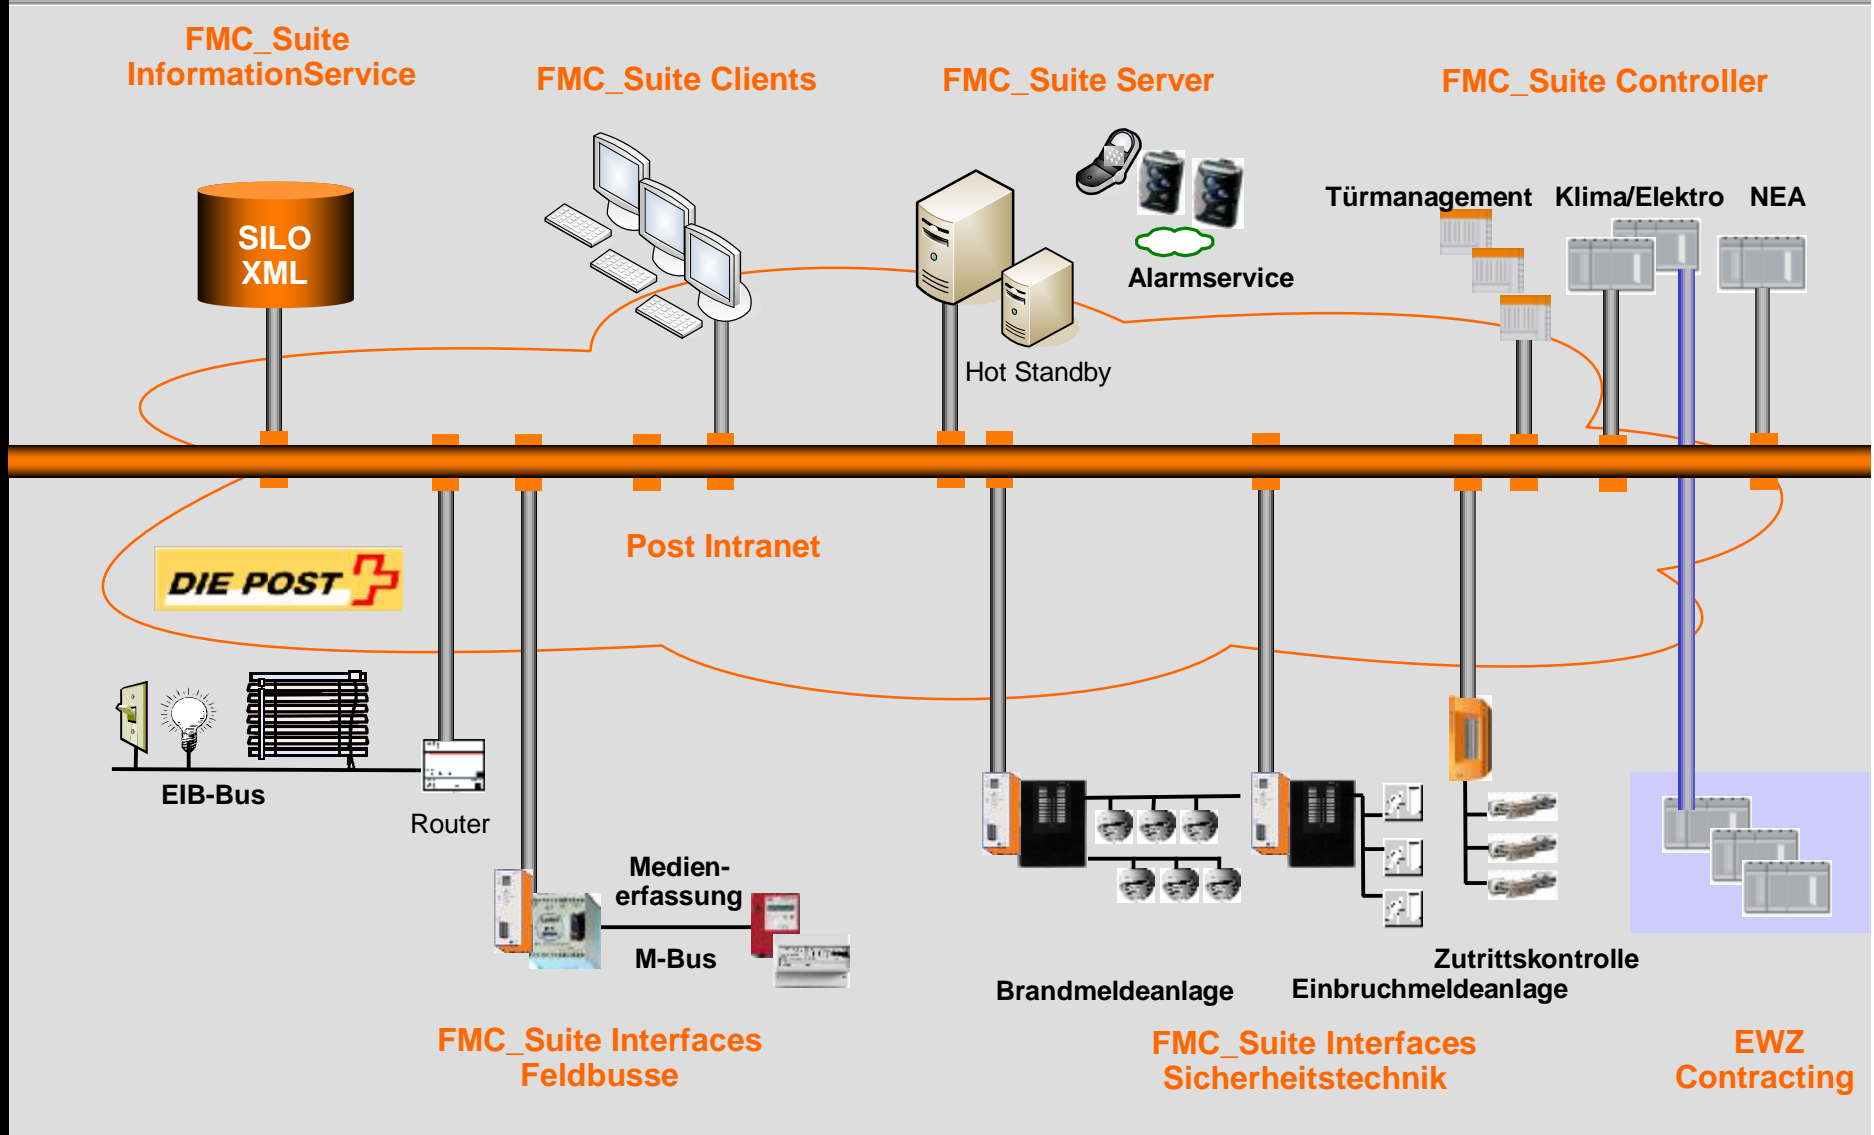 FMC_Suite
InformationService
FMC_Suite Clients
FMC_Suite Server
FMC_Suite Controller
SILO
XML
Türmanagement
Klima/Elektro
NEA
Alarmservice
Hot Standby
Post Intranet
DIE POST
EIB-Bus
Router
Medien-
erfassung
M-Bus
Brandmeldeanlage
Zutrittskontrolle
Einbruchmeldeanlage
FMC_Suite Interfaces
Feldbusse
FMC_Suite Interfaces
Sicherheitstechnik
EWZ
Contracting